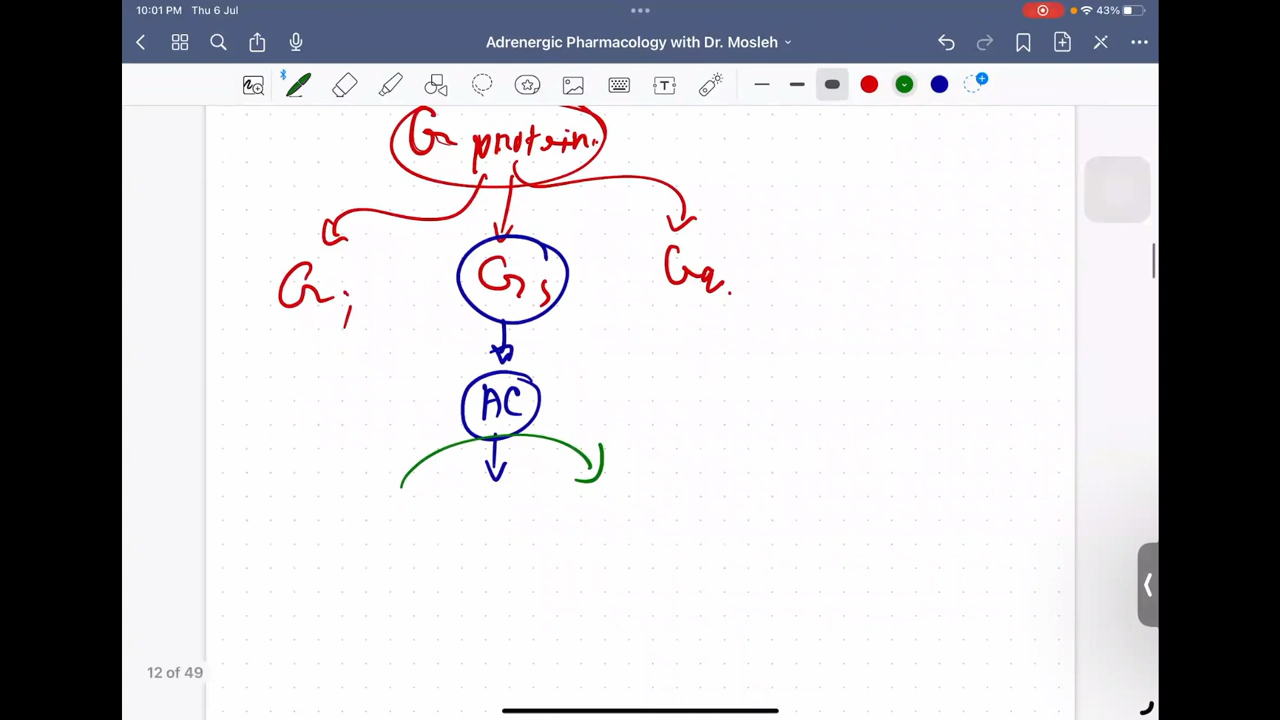 10:01 PM Thu 6 Jul
43%
Adrenergic Pharmacology with Dr. Mosleh
T
G protein.
Gi
Gs
Gq.
AC
12 of 49